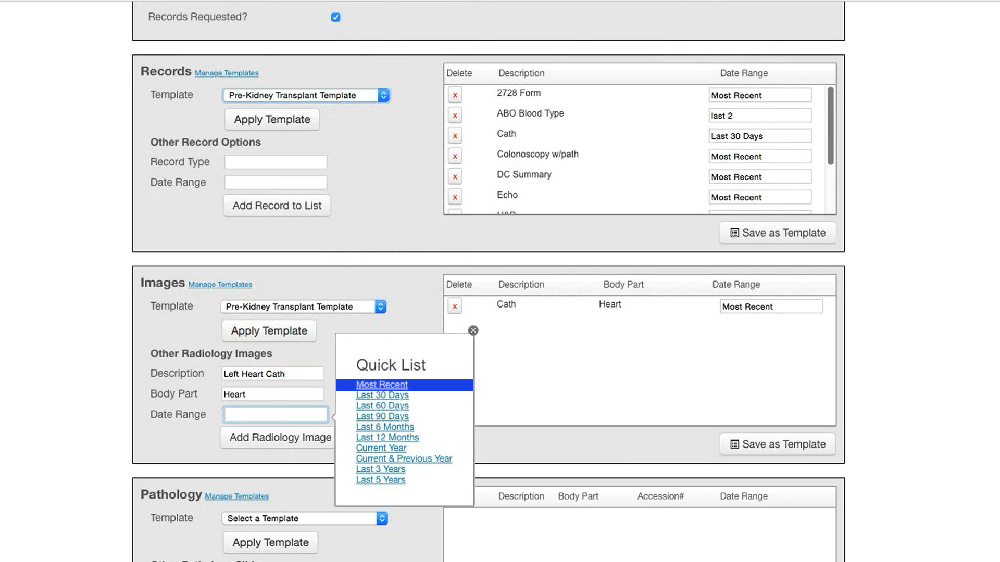 Records Requested?
Records Manage Templates
Template Pre-Kidney Transplant Template
Apply Template
Other Record Options
Record Type
Date Range
Add Record to List
Delete Description Date Range
x 2728 Form Most Recent
x ABO Blood Type last 2
x Cath Last 30 Days
x Colonoscopy w/path Most Recent
x DC Summary Most Recent
x Echo Most Recent
Save as Template
Images Manage Templates
Template Pre-Kidney Transplant Template
Apply Template
Other Radiology Images
Description Left Heart Cath
Body Part Heart
Date Range
Add Radiology Image
Delete Description Body Part Date Range
x Cath Heart Most Recent
Quick List
Most Recent
Last 30 Days
Last 60 Days
Last 90 Days
Last 6 Months
Last 12 Months
Current Year
Current & Previous Year
Last 3 Years
Last 5 Years
Save as Template
Pathology Manage Templates
Template Select a Template
Apply Template
Description Body Part Accession# Date Range